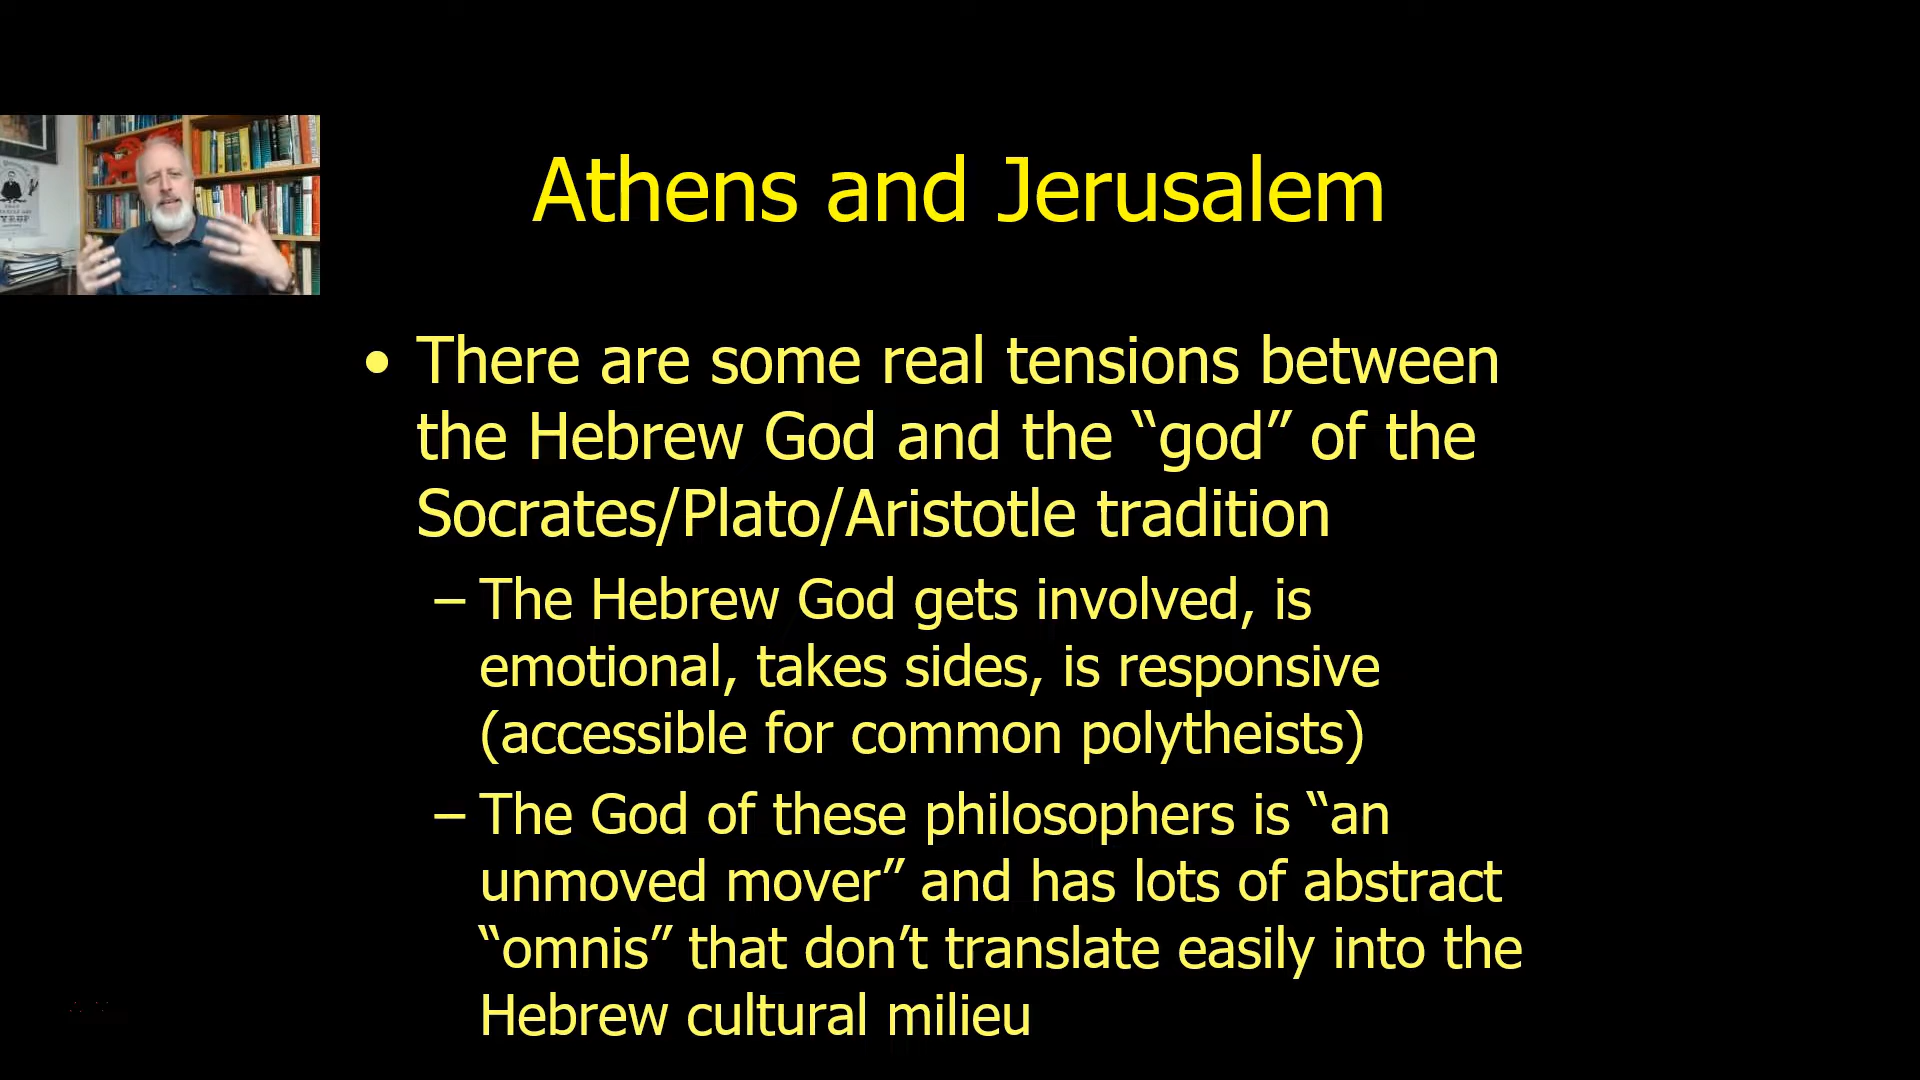 Athens and Jerusalem
• There are some real tensions between
the Hebrew God and the “god” of the
Socrates/Plato/Aristotle tradition
– The Hebrew God gets involved, is
emotional, takes sides, is responsive
(accessible for common polytheists)
– The God of these philosophers is “an
unmoved mover” and has lots of abstract
“omnis” that don’t translate easily into the
Hebrew cultural milieu